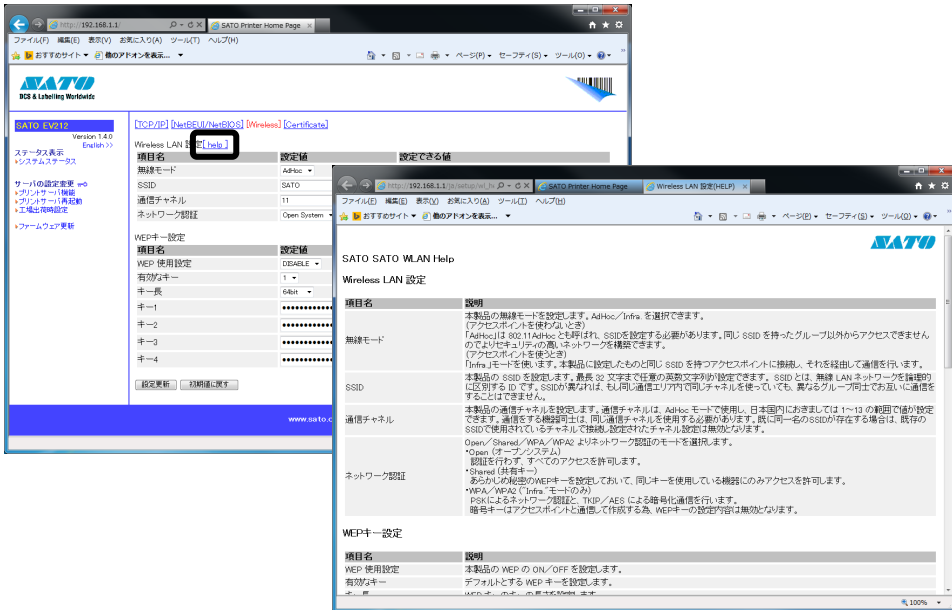 http://192.168.1.1/
SATO Printer Home Page
ファイル(F) 編集(E) 表示(V) お気に入り(A) ツール(T) ヘルプ(H)
おすすめサイト ▼ 他のアドオンを表示... ▼
ページ(P) ▼ セーフティ(S) ▼ ツール(O) ▼
SATO
DCS & Labelling Worldwide
SATO EV212
Version 1.4.0
English >>
ステータス表示
システムステータス
サーバの設定変更
プリントサーバ機能
プリントサーバ再起動
工場出荷時設定
ファームウェア更新
[TCP/IP] [NetBEUI/NetBIOS] [Wireless] [Certificate]
Wireless LAN 設定[ help ]
項目名 設定値 設定できる値
無線モード AdHoc
SSID SATO
通信チャネル 11
ネットワーク認証 Open System
WEPキー設定
項目名 設定値
WEP 使用設定 DISABLE
有効なキー 1
キー長 64bit
キー1 ••••••••••••
キー2 ••••••••••••
キー3 ••••••••••••
キー4 ••••••••••••
設定更新 初期値に戻す
www.sato.c
http://192.168.1.1/ja/setup/wl_h
SATO Printer Home Page
Wireless LAN 設定(HELP)
ファイル(F) 編集(E) 表示(V) お気に入り(A) ツール(T) ヘルプ(H)
おすすめサイト ▼ 他のアドオンを表示... ▼
ページ(P) ▼ セーフティ(S) ▼ ツール(O) ▼
SATO
SATO SATO WLAN Help
Wireless LAN 設定
項目名 説明
無線モード
本製品の無線モードを設定します。AdHoc/Infra. を選択できます。
(アクセスポイントを使わないとき)
「AdHoc」は 802.11AdHoc とも呼ばれ、SSIDを設定する必要があります。同じ SSID を持ったグループ以外からアクセスできません
のでよりセキュリティの高いネットワークを構築できます。
(アクセスポイントを使うとき)
「Infra.」モードを使います。本製品に設定したものと同じ SSID を持つアクセスポイントに接続し、それを経由して通信を行います。
SSID
本製品の SSID を設定します。最長 32 文字まで任意の英数文字列が設定できます。SSID とは、無線 LAN ネットワークを論理的
に区別する ID です。SSIDが異なれば、もし同じ通信エリア内で同じチャネルを使っていても、異なるグループ同士でお互いに通信を
することはできません。
通信チャネル
本製品の通信チャネルを設定します。通信チャネルは、AdHoc モードで使用し、日本国内におきましては 1~13 の範囲で値が設定
できます。通信をする機器同士は、同じ通信チャネルを使用する必要があります。既に同一名のSSIDが存在する場合は、既存の
SSIDで使用されているチャネルで接続し設定されたチャネル設定は無効となります。
ネットワーク認証
Open/Shared/WPA/WPA2 よりネットワーク認証のモードを選択します。
・Open (オープンシステム)
認証を行わず、すべてのアクセスを許可します。
・Shared (共有キー)
あらかじめ秘密のWEPキーを設定しておいて、同じキーを使用している機器にのみアクセスを許可します。
・WPA/WPA2 ("Infra."モードのみ)
PSKによるネットワーク認証と、TKIP/AES による暗号化通信を行います。
暗号キーはアクセスポイントと通信して作成する為、WEPキーの設定内容は無効となります。
WEPキー設定
項目名 説明
WEP 使用設定 本製品の WEP の ON/OFF を設定します。
有効なキー デフォルトとする WEP キーを設定します。
100%